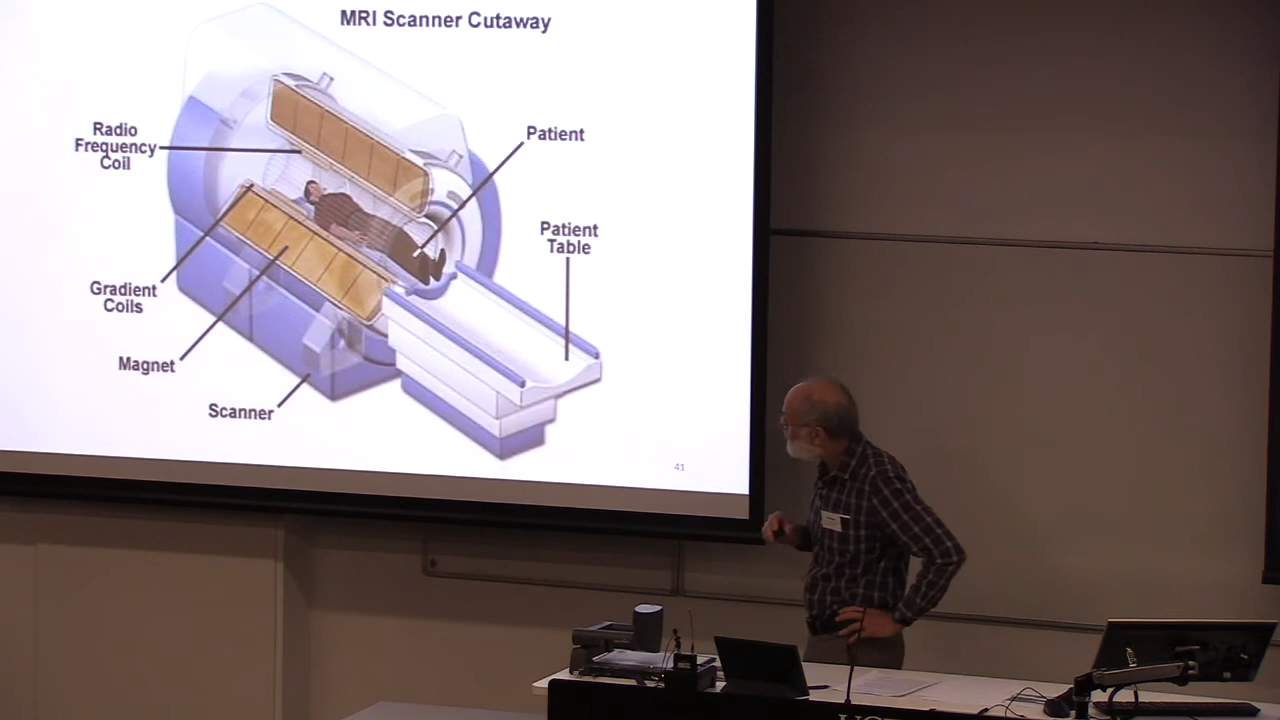 MRI Scanner Cutaway
Radio
Frequency
Coil
Patient
Patient
Table
Gradient
Coils
Magnet
Scanner
41